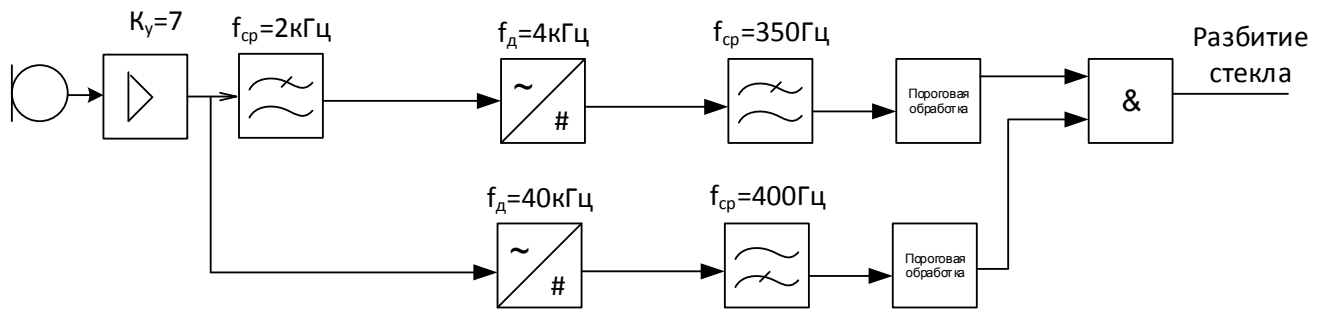 Kу=7
fср=2кГц
fд=4кГц
fср=350Гц
Разбитие
стекла
~
#
Пороговая
обработка
&
fд=40кГц
fср=400Гц
~
#
Пороговая
обработка